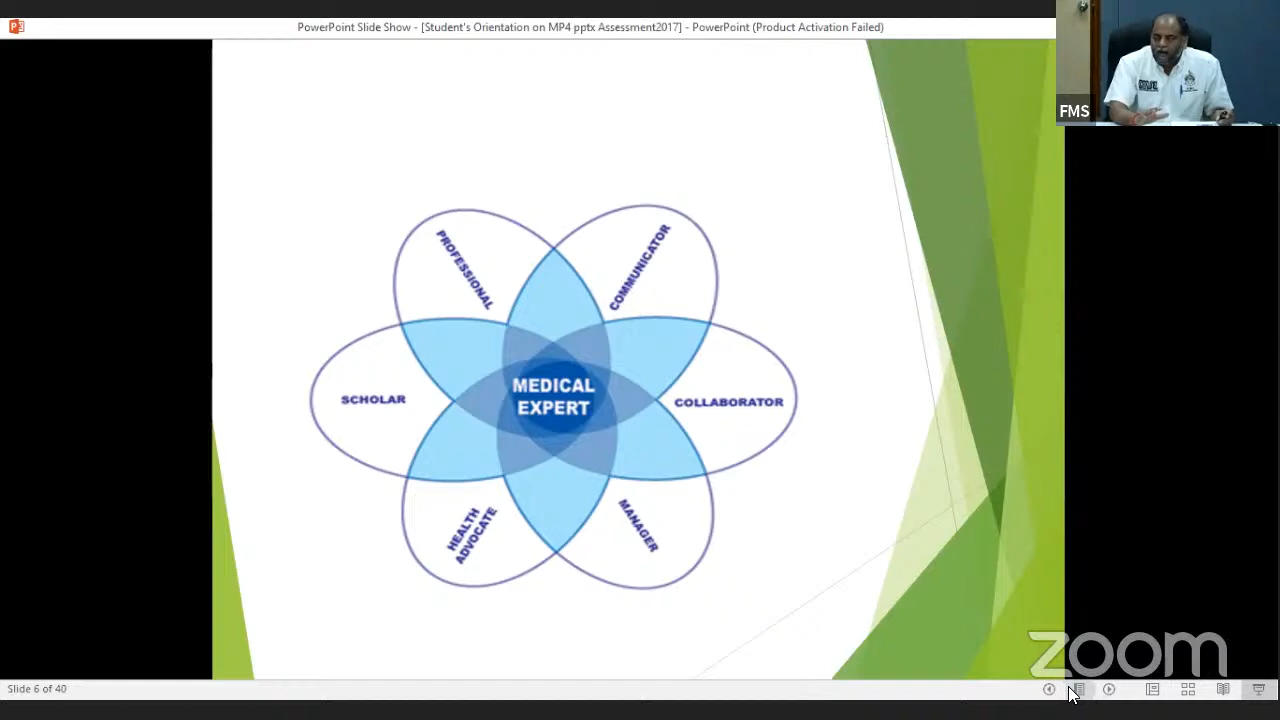 PowerPoint Slide Show - [Student's Orientation on MP4 pptx Assessment2017] - PowerPoint (Product Activation Failed)
FMS
PROFESSIONAL
COMMUNICATOR
SCHOLAR
MEDICAL
EXPERT
COLLABORATOR
HEALTH
ADVOCATE
MANAGER
zoom
Slide 6 of 40